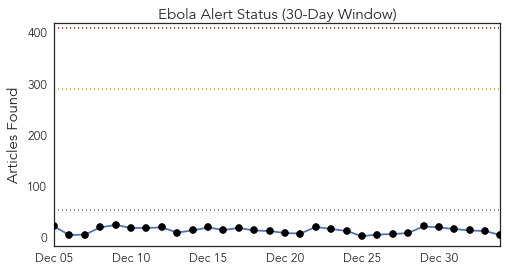 Ebola Alert Status (30-Day Window)
400
300
200
100
0
Articles Found
Dec 05
Dec 10
Dec 15
Dec 20
Dec 25
Dec 30